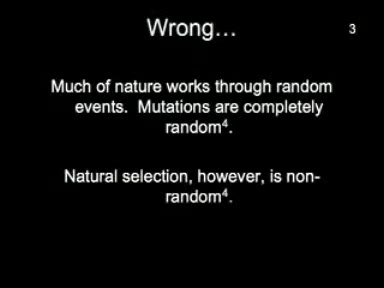 Wrong...
3
Much of nature works through random
events. Mutations are completely
random⁴.
Natural selection, however, is non-
random⁴.